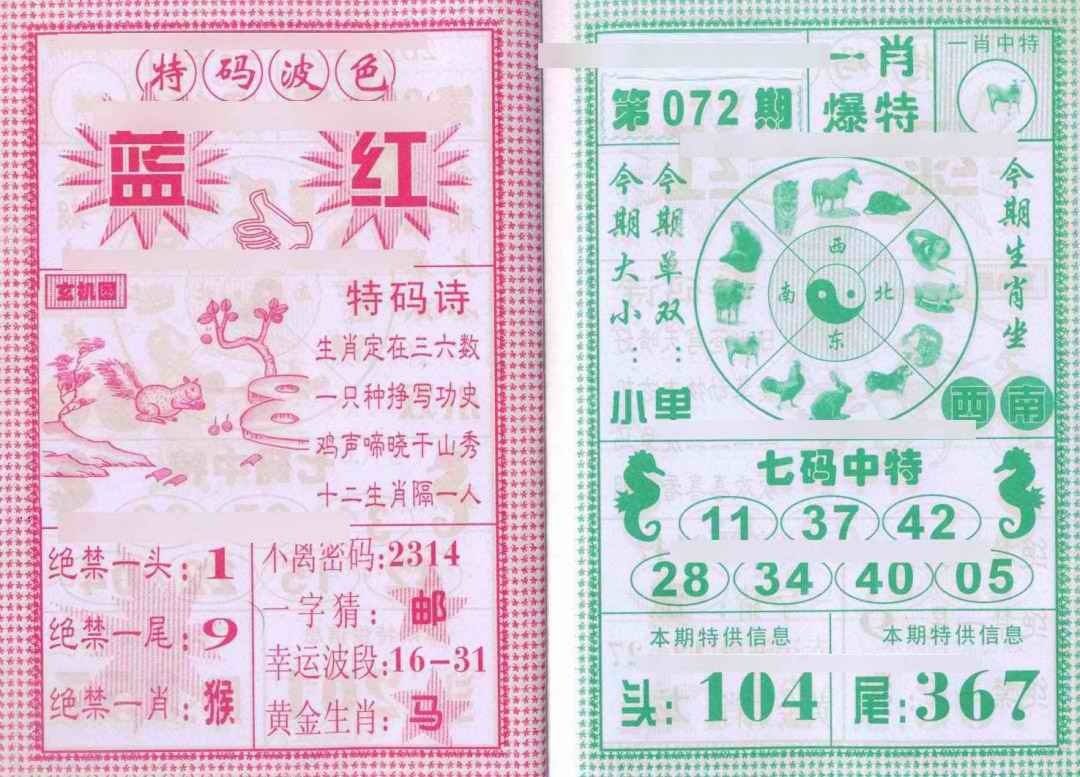 特码波色
蓝 红
特码诗
生肖定在三六数
一只种挣写功史
鸡声啼晓干山秀
十二生肖隔一人
绝禁一头:1
绝禁一尾:9
绝禁一肖:猴
不离密码:2314
一字猜:邮
幸运波段:16-31
黄金生肖:马
第072期
一肖
爆特
一肖中特
今期大小:小
今期单双:单
西
南 北
东
今期生肖坐
西南
七码中特
11 37 42
28 34 40 05
本期特供信息
头:104
本期特供信息
尾:367